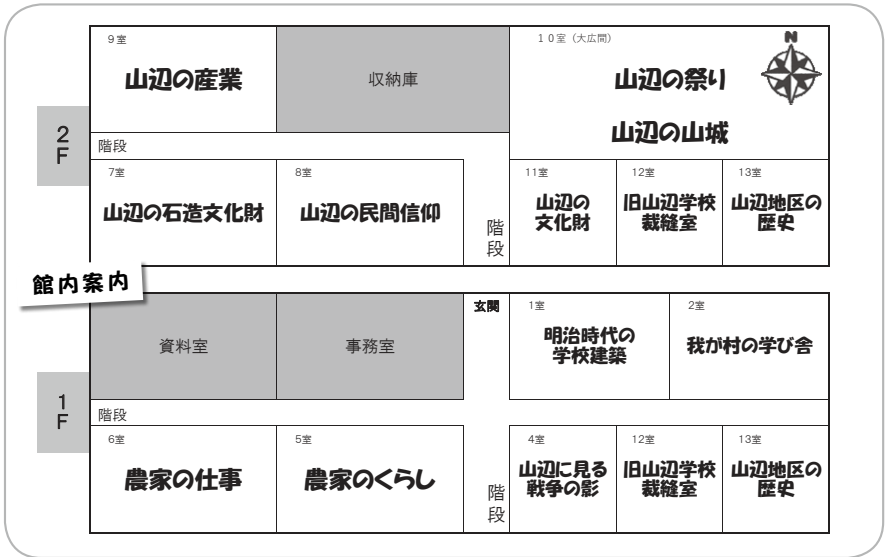 館内案内
2F
9室
山辺の産業
収納庫
10室（大広間）
山辺の祭り
山辺の山城
N
階段
7室
山辺の石造文化財
8室
山辺の民間信仰
階段
11室
山辺の
文化財
12室
旧山辺学校
裁縫室
13室
山辺地区の
歴史
1F
資料室
事務室
玄関
1室
明治時代の
学校建築
2室
我が村の学び舎
階段
6室
農家の仕事
5室
農家のくらし
階段
4室
山辺に見る
戦争の影
12室
旧山辺学校
裁縫室
13室
山辺地区の
歴史